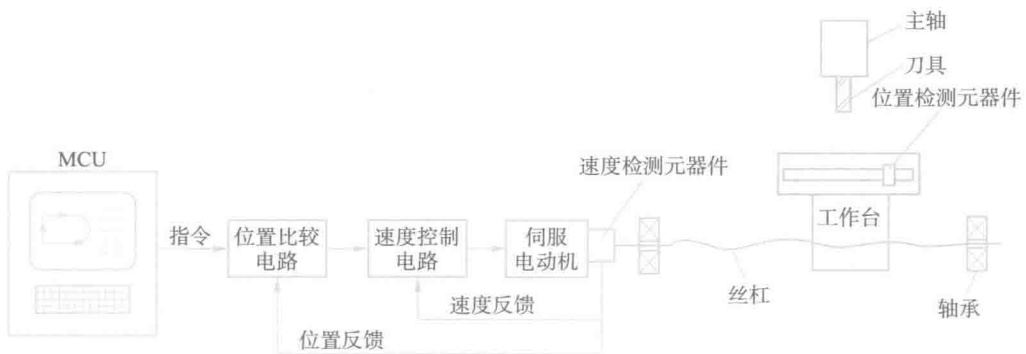 主轴
刀具
位置检测元器件
MCU
速度检测元器件
指令
位置比较
电路
速度控制
电路
伺服
电动机
工作台
丝杠
轴承
速度反馈
位置反馈